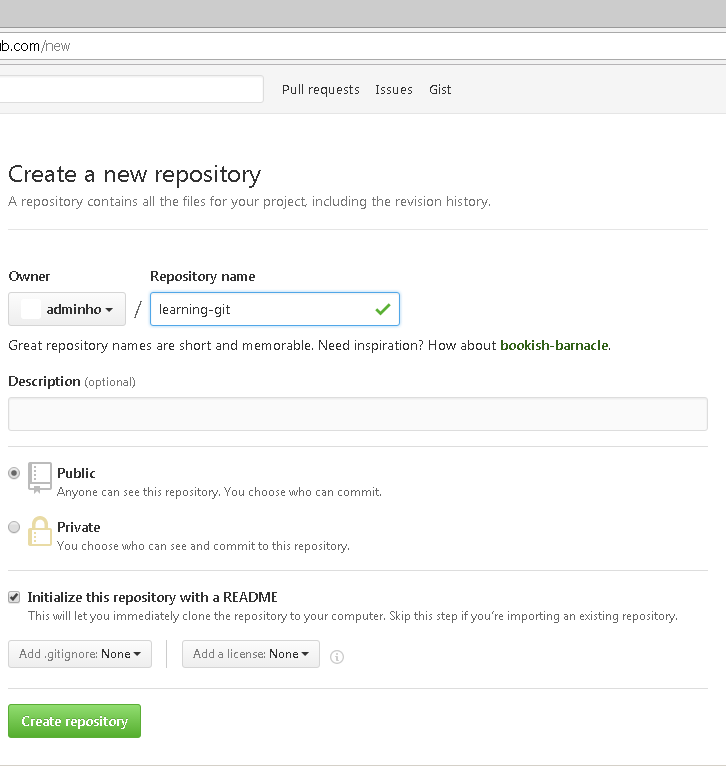 b.com/new
Pull requests Issues Gist
Create a new repository
A repository contains all the files for your project, including the revision history.
Owner Repository name
adminho / learning-git
Great repository names are short and memorable. Need inspiration? How about bookish-barnacle.
Description (optional)
Public
Anyone can see this repository. You choose who can commit.
Private
You choose who can see and commit to this repository.
Initialize this repository with a README
This will let you immediately clone the repository to your computer. Skip this step if you're importing an existing repository.
Add .gitignore: None Add a license: None
Create repository